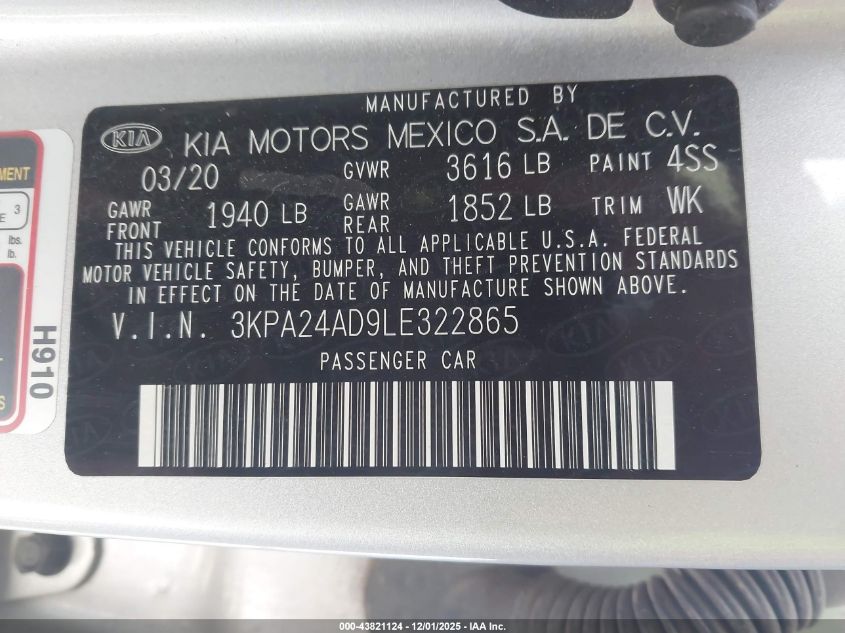 MANUFACTURED BY
KIA KIA MOTORS MEXICO S.A. DE C.V.
03/20 GVWR 3616 LB PAINT 4SS
GAWR FRONT 1940 LB GAWR REAR 1852 LB TRIM WK
THIS VEHICLE CONFORMS TO ALL APPLICABLE U.S.A. FEDERAL
MOTOR VEHICLE SAFETY, BUMPER, AND THEFT PREVENTION STANDARDS
IN EFFECT ON THE DATE OF MANUFACTURE SHOWN ABOVE.
V.I.N. 3KPA24AD9LE322865
PASSENGER CAR
3
lbs.
lb.
H910
000-43821124 - 12/01/2025 - IAA Inc.